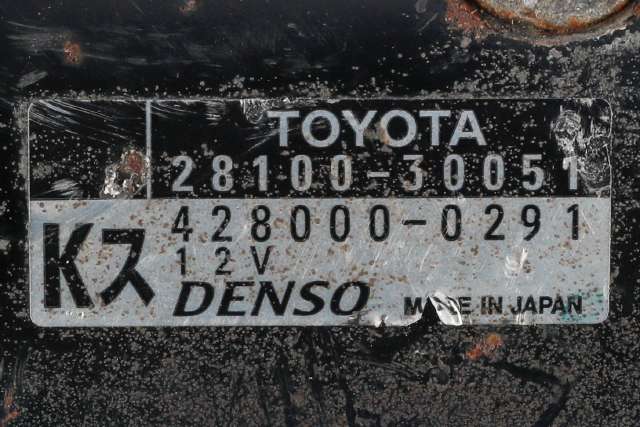 TOYOTA
28100-30051
Kス
428000-0291
12V
DENSO
MADE IN JAPAN